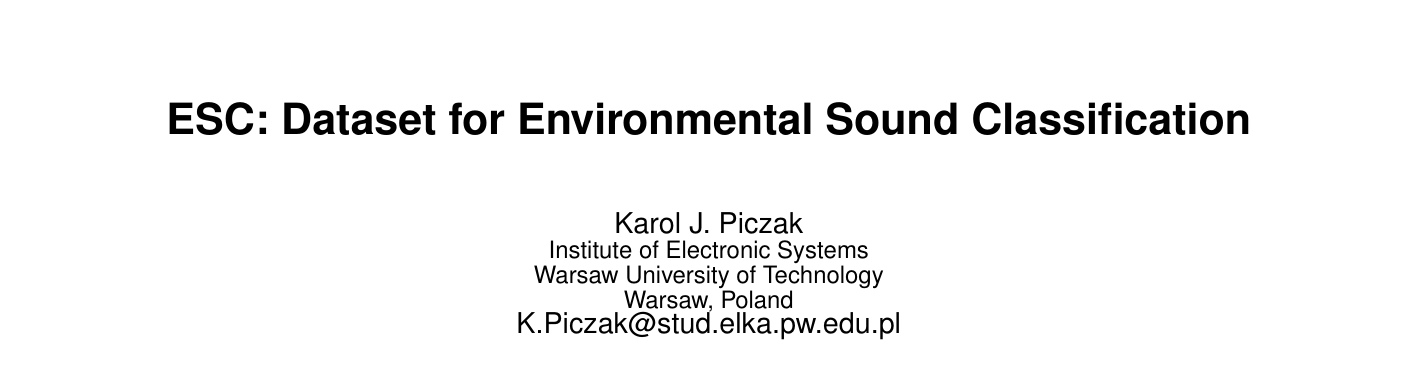 ESC: Dataset for Environmental Sound Classification
Karol J. Piczak
Institute of Electronic Systems
Warsaw University of Technology
Warsaw, Poland
K.Piczak@stud.elka.pw.edu.pl